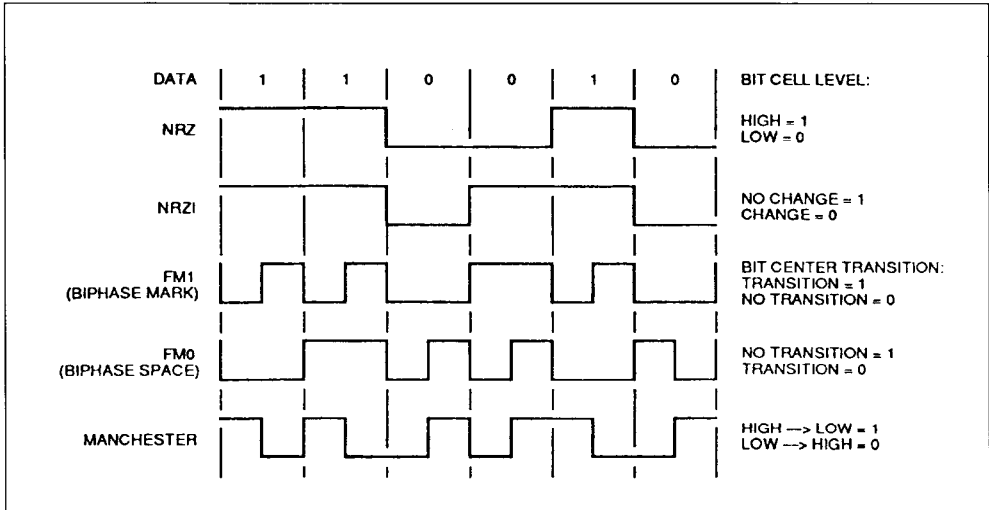 DATA 1 1 0 0 1 0 BIT CELL LEVEL:
NRZ
HIGH = 1
LOW = 0
NRZI
NO CHANGE = 1
CHANGE = 0
FM1
(BIPHASE MARK)
BIT CENTER TRANSITION:
TRANSITION = 1
NO TRANSITION = 0
FM0
(BIPHASE SPACE)
NO TRANSITION = 1
TRANSITION = 0
MANCHESTER
HIGH —> LOW = 1
LOW —> HIGH = 0